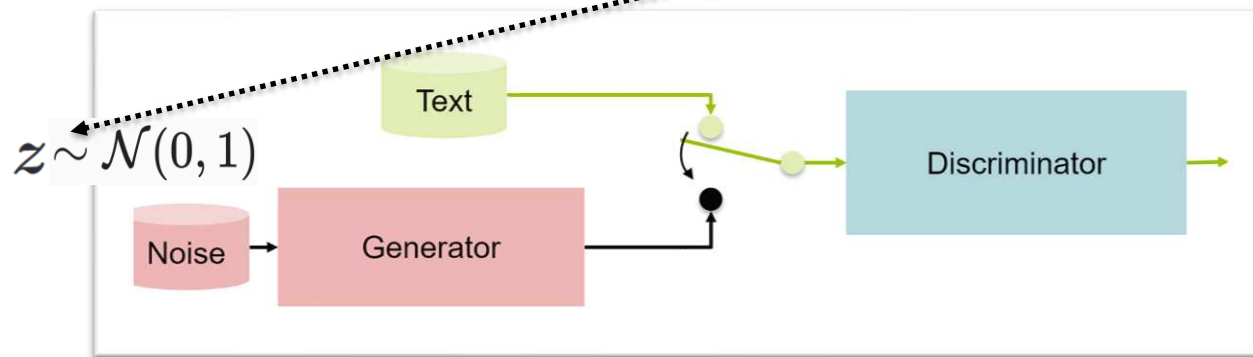 Text
z ∼ 𝒩(0, 1)
Discriminator
Noise
Generator